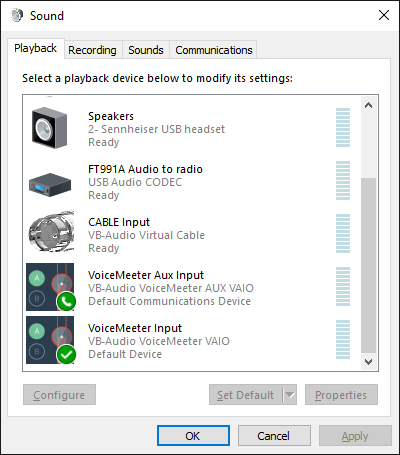 Sound
Playback Recording Sounds Communications
Select a playback device below to modify its settings:
Speakers
2- Sennheiser USB headset
Ready
FT991A Audio to radio
USB Audio CODEC
Ready
CABLE Input
VB-Audio Virtual Cable
Ready
VoiceMeeter Aux Input
VB-Audio VoiceMeeter AUX VAIO
Default Communications Device
VoiceMeeter Input
VB-Audio VoiceMeeter VAIO
Default Device
A
B
A
B
Configure Set Default Properties
OK Cancel Apply